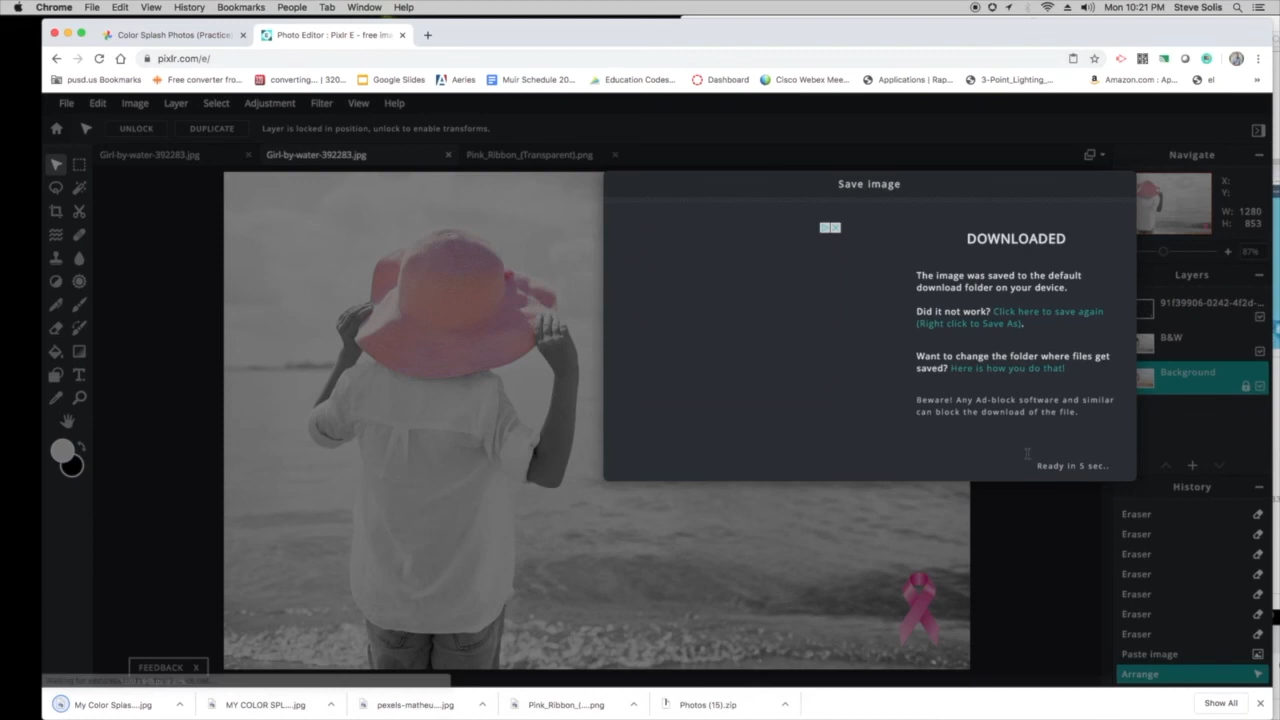 Chrome File Edit View History Bookmarks People Tab Window Help Mon 10:21 PM Steve Solis
Color Splash Photos (Practice) Photo Editor : Pixlr E - free ima
pixlr.com/e/
pusd.us Bookmarks Free converter fro... converting... ( 320... Google Slides Aeries Muir Schedule 20... Education Codes... Dashboard Cisco Webex Mee... Applications ( Rap... 3-Point_Lighting_... Amazon.com : Ap... el »
File Edit Image Layer Select Adjustment Filter View Help
UNLOCK DUPLICATE Layer is locked in position, unlock to enable transforms.
Girl-by-water-392283.jpg Girl-by-water-392283.jpg Pink_Ribbon_(Transparent).png
Navigate
X:
Y:
W: 1280
H: 853
87%
Save image
DOWNLOADED
The image was saved to the default
download folder on your device.
Did it not work? Click here to save again
(Right click to Save As).
Want to change the folder where files get
saved? Here is how you do that!
Beware! Any Ad-block software and similar
can block the download of the file.
Ready in 5 sec..
Layers
91f39906-0242-4f2d-...
B&W
Background
History
Eraser
Eraser
Eraser
Eraser
Eraser
Eraser
Eraser
Paste image
Arrange
FEEDBACK X
My Color Splas....jpg MY COLOR SPL....jpg pexels-matheu....jpg Pink_Ribbon_(....png Photos (15).zip Show All